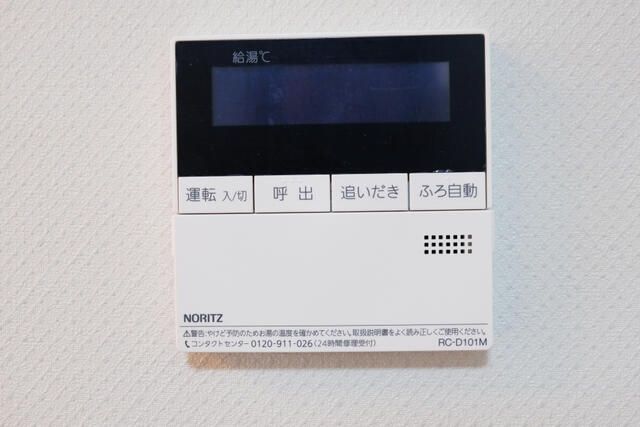 給湯℃
運転 入/切 呼出 追いだき ふろ自動
NORITZ
⚠警告:やけど予防のためお湯の温度を確かめてください。取扱説明書をよく読み正しくご使用ください。
コンタクトセンター 0120-911-026(24時間修理受付) RC-D101M